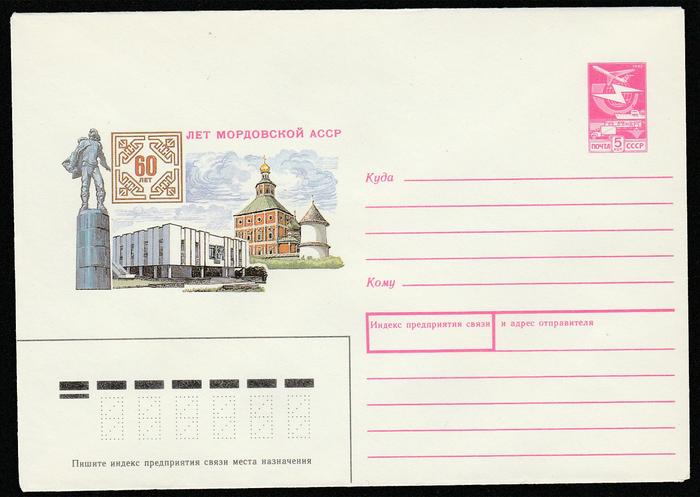 60
ЛЕТ
ЛЕТ МОРДОВСКОЙ АССР
ПОЧТА 5 СССР
Куда
Кому
Индекс предприятия связи и адрес отправителя
Пишите индекс предприятия связи места назначения